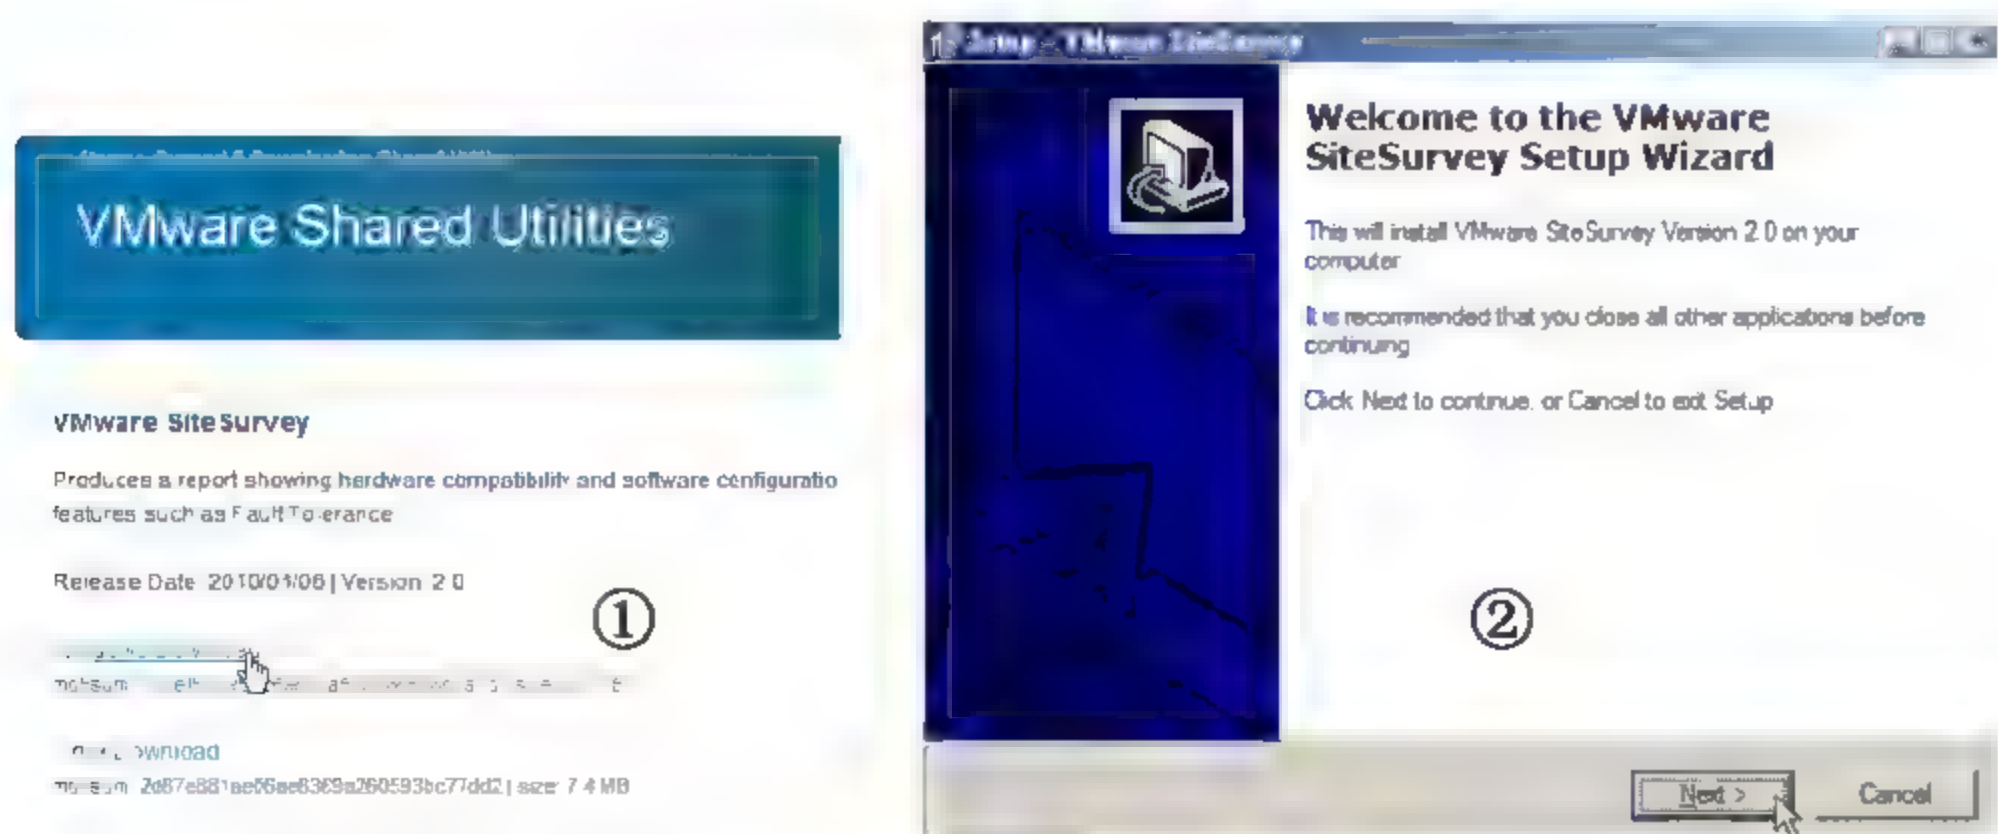 VMware Shared Utilities
VMware SiteSurvey
Produces a report showing hardware compatibility and software configuratio
features such as Fault Tolerance
Release Date 2010/01/06 | Version 2 0
①
size 7 4 MB
Setup - VMware SiteSurvey
Welcome to the VMware
SiteSurvey Setup Wizard
This will install VMware SiteSurvey Version 2 0 on your
computer
It is recommended that you close all other applications before
continuing
Click Next to continue, or Cancel to exit Setup
②
Next >
Cancel